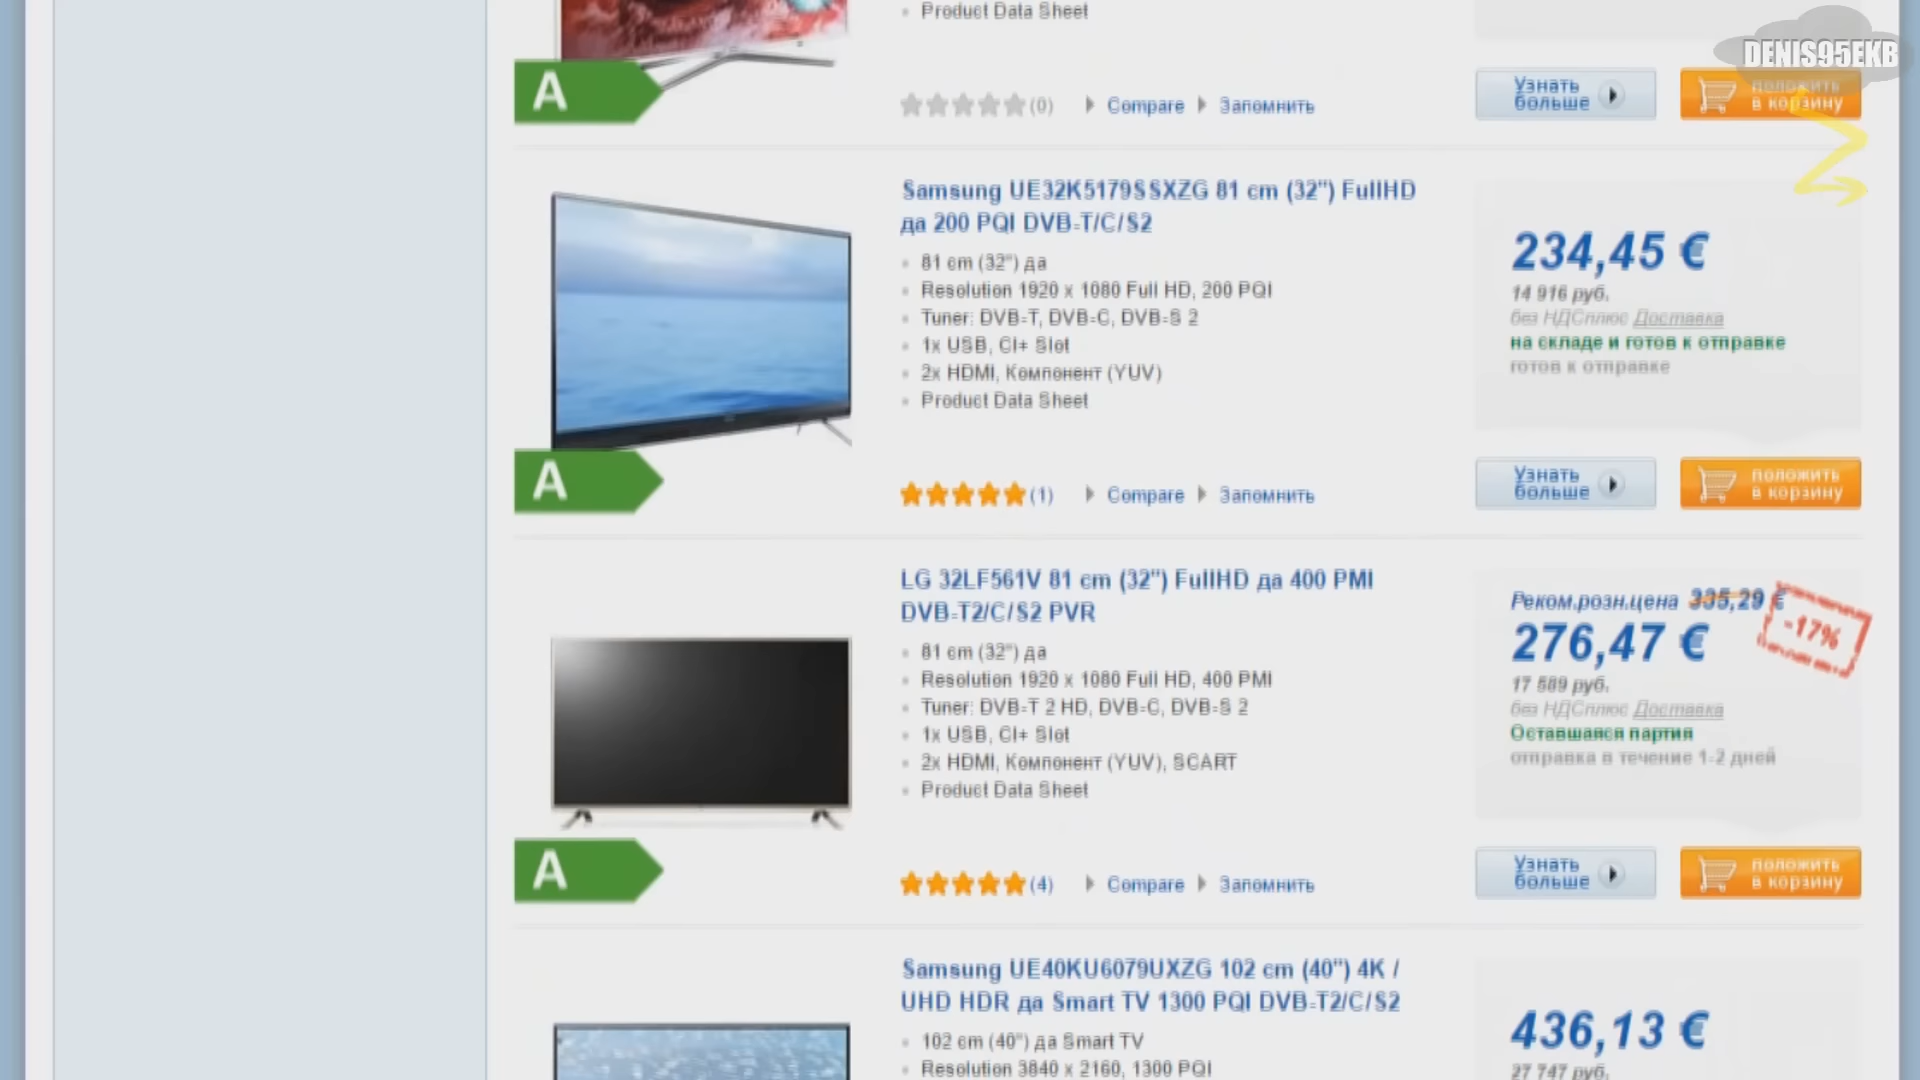 Product Data Sheet
DENIS95EKB
A
(0) Compare Запомнить
Узнать
больше
положить
в корзину
Samsung UE32K5179SSXZG 81 cm (32") FullHD
да 200 PQI DVB-T/C/S2
81 cm (32") да
Resolution 1920 x 1080 Full HD, 200 PQI
Tuner: DVB-T, DVB-C, DVB-S 2
1x USB, CI+ Slot
2x HDMI, Компонент (YUV)
Product Data Sheet
234,45 €
14 916 руб.
без НДСплюс Доставка
на складе и готов к отправке
готов к отправке
A
(1) Compare Запомнить
Узнать
больше
положить
в корзину
LG 32LF561V 81 cm (32") FullHD да 400 PMI
DVB-T2/C/S2 PVR
81 cm (32") да
Resolution 1920 x 1080 Full HD, 400 PMI
Tuner: DVB-T 2 HD, DVB-C, DVB-S 2
1x USB, CI+ Slot
2x HDMI, Компонент (YUV), SCART
Product Data Sheet
Реком.розн.цена 335,29 €
-17%
276,47 €
17 589 руб.
без НДСплюс Доставка
Оставшаяся партия
отправка в течение 1-2 дней
A
(4) Compare Запомнить
Узнать
больше
положить
в корзину
Samsung UE40KU6079UXZG 102 cm (40") 4K /
UHD HDR да Smart TV 1300 PQI DVB-T2/C/S2
102 cm (40") да Smart TV
Resolution 3840 x 2160, 1300 PQI
436,13 €
27 747 руб.